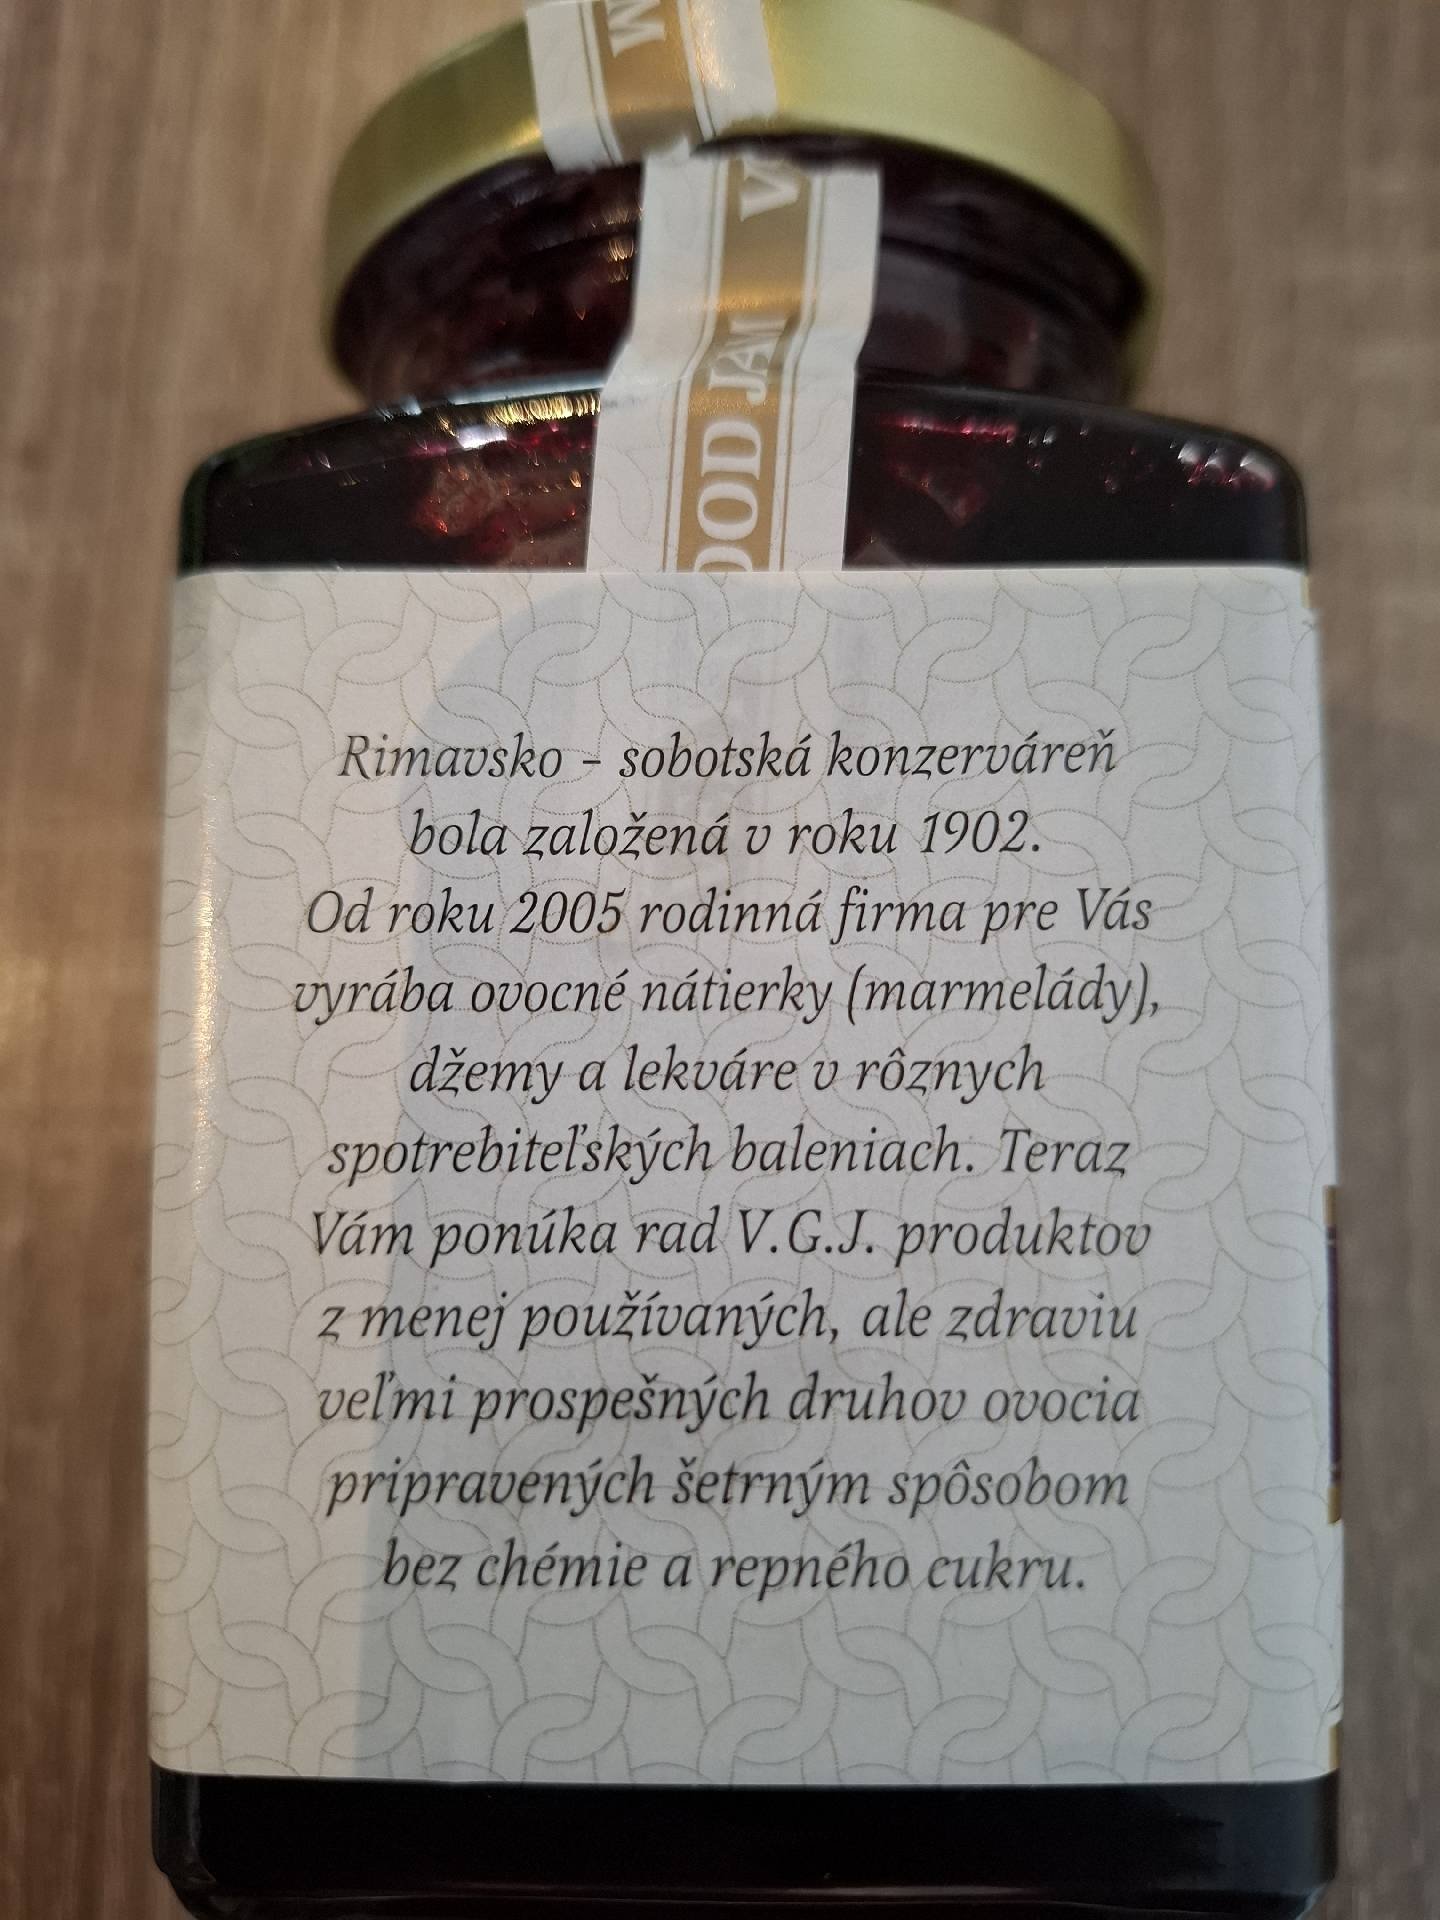 OOD JAM
Rimavsko – sobotská konzerváreň
bola založená v roku 1902.
Od roku 2005 rodinná firma pre Vás
vyrába ovocné nátierky (marmelády),
džemy a lekváre v rôznych
spotrebiteľských baleniach. Teraz
Vám ponúka rad V.G.J. produktov
z menej používaných, ale zdraviu
veľmi prospešných druhov ovocia
pripravených šetrným spôsobom
bez chémie a repného cukru.